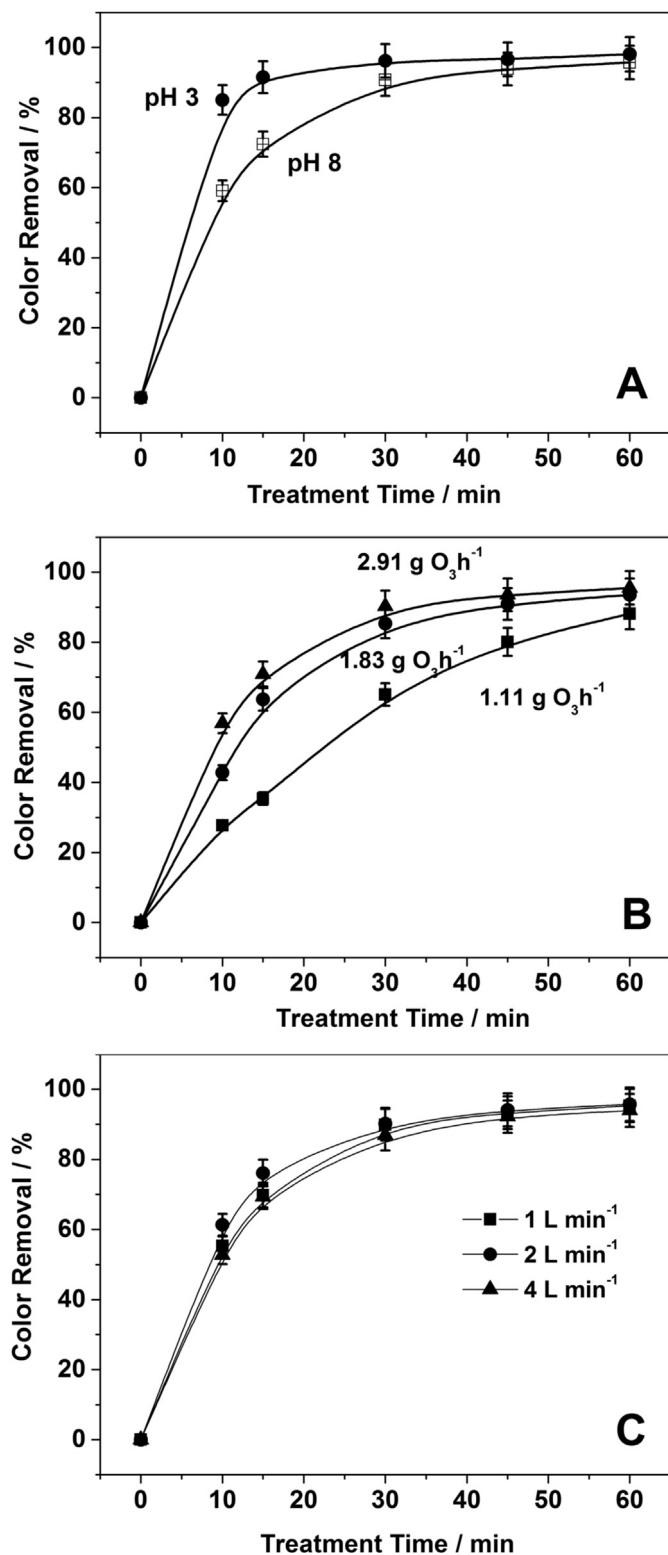 100
80
60
40
20
0
Color Removal / %
pH 3
pH 8
A
0 10 20 30 40 50 60
Treatment Time / min
100
80
60
40
20
0
Color Removal / %
2.91 g O₃h⁻¹
1.83 g O₃h⁻¹
1.11 g O₃h⁻¹
B
0 10 20 30 40 50 60
Treatment Time / min
100
80
60
40
20
0
Color Removal / %
1 L min⁻¹
2 L min⁻¹
4 L min⁻¹
C
0 10 20 30 40 50 60
Treatment Time / min